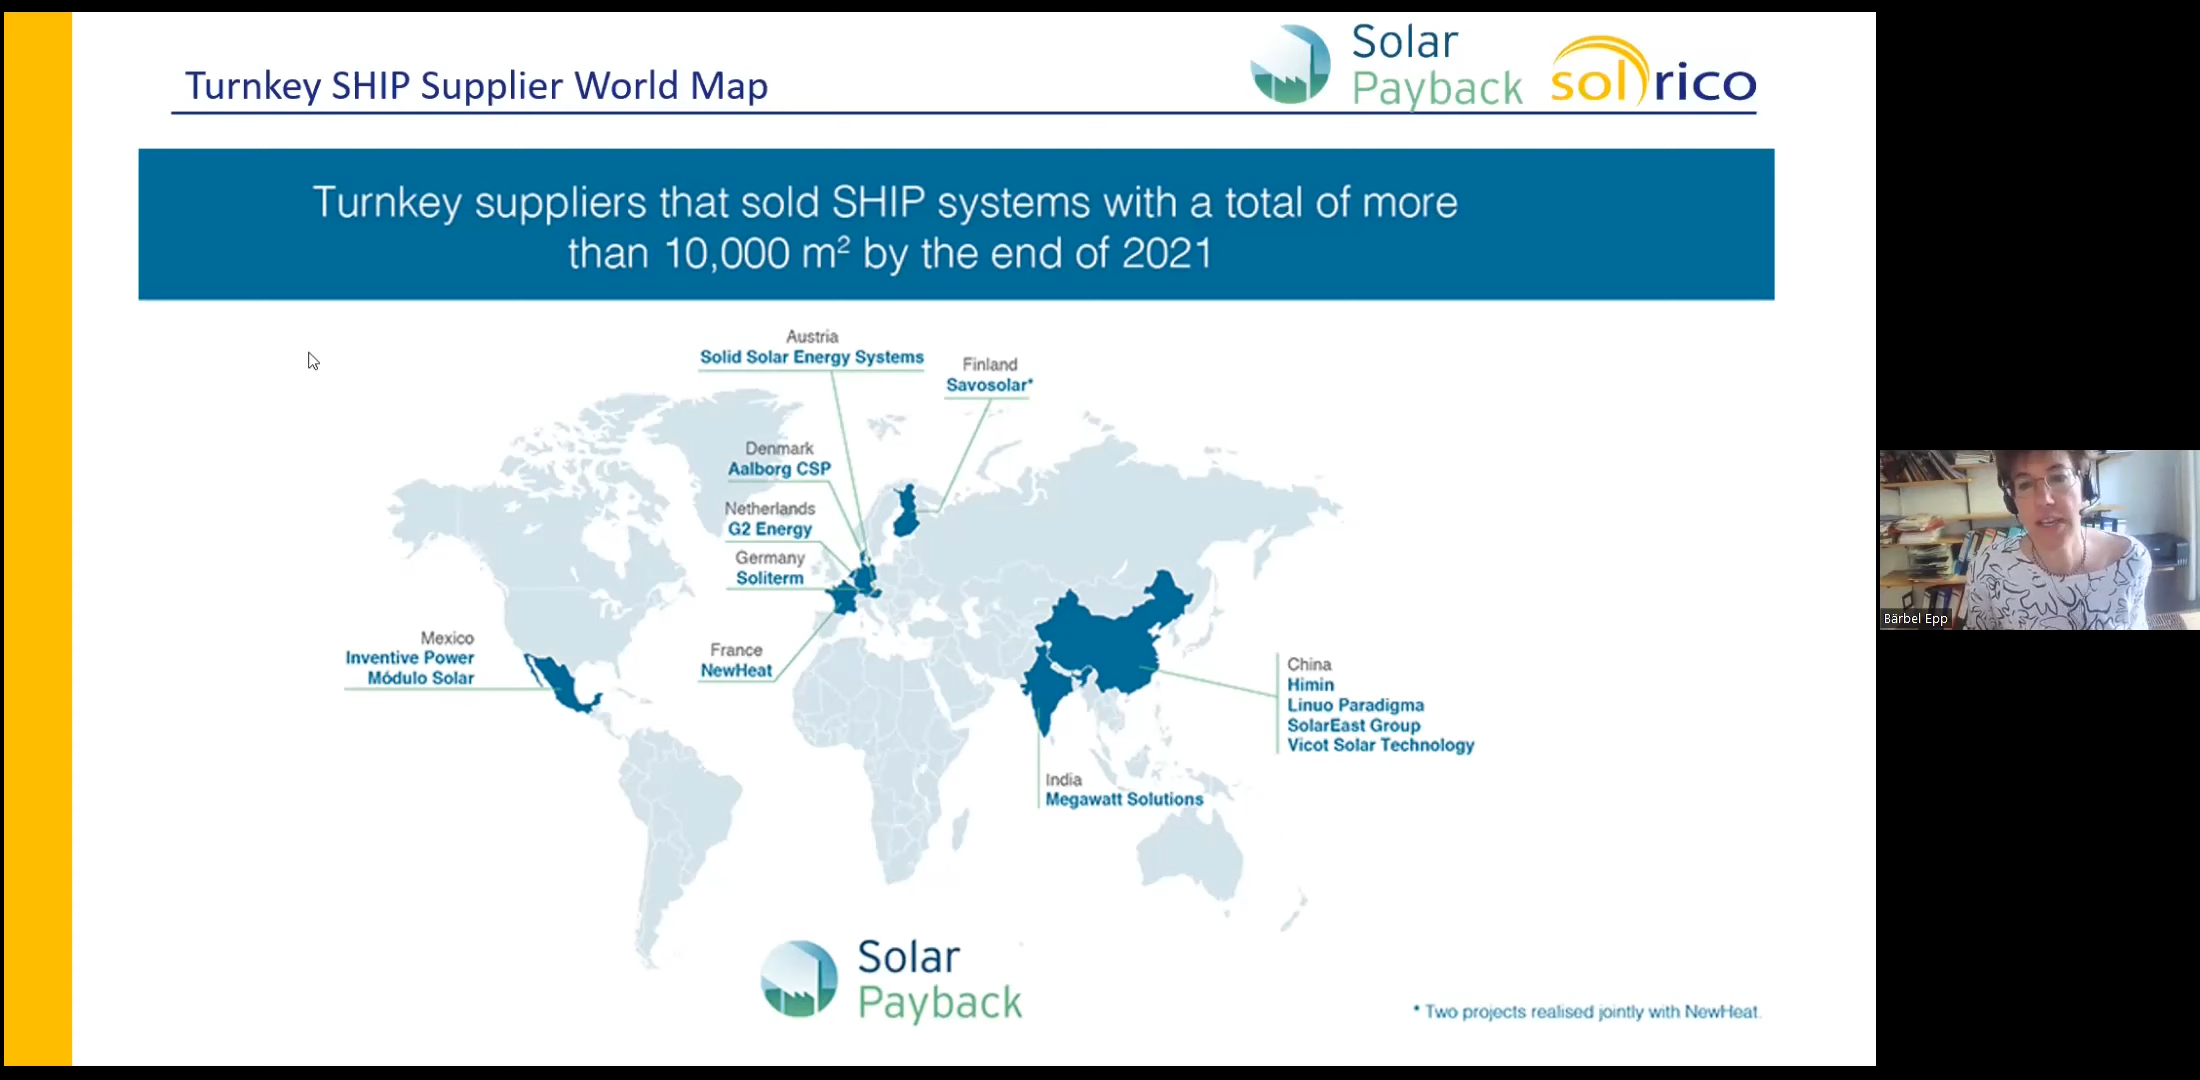 Turnkey SHIP Supplier World Map
Solar
Payback
solrico
Turnkey suppliers that sold SHIP systems with a total of more
than 10,000 m² by the end of 2021
Austria
Solid Solar Energy Systems
Finland
Savosolar*
Denmark
Aalborg CSP
Netherlands
G2 Energy
Germany
Soliterm
France
NewHeat
Mexico
Inventive Power
Módulo Solar
China
Himin
Linuo Paradigma
SolarEast Group
Vicot Solar Technology
India
Megawatt Solutions
Solar
Payback
* Two projects realised jointly with NewHeat.
Bärbel Epp